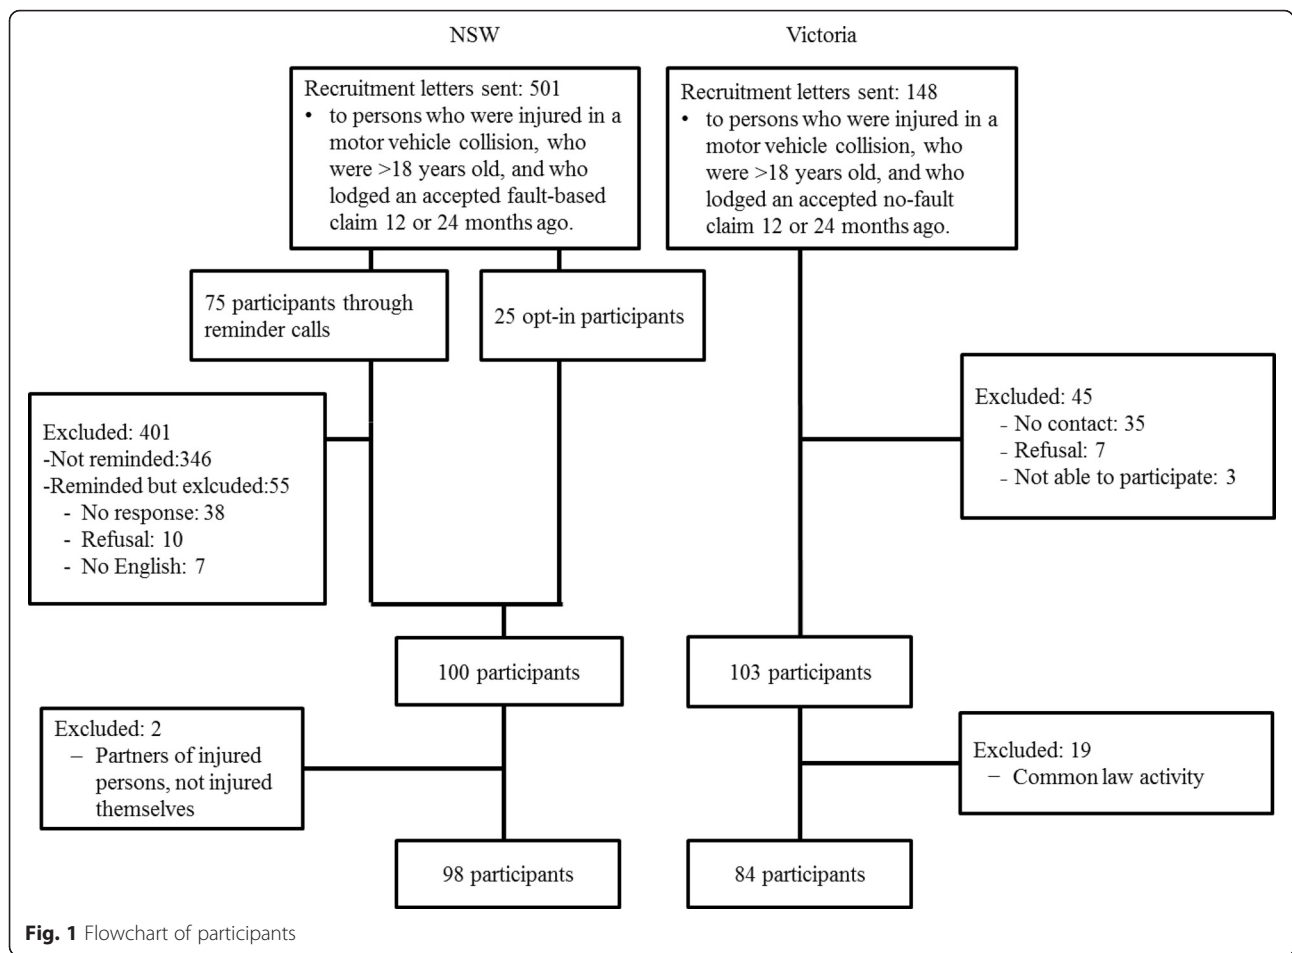 NSW
Victoria
Recruitment letters sent: 501
• to persons who were injured in a
motor vehicle collision, who
were >18 years old, and who
lodged an accepted fault-based
claim 12 or 24 months ago.
Recruitment letters sent: 148
• to persons who were injured in a
motor vehicle collision, who
were >18 years old, and who
lodged an accepted no-fault
claim 12 or 24 months ago.
75 participants through
reminder calls
25 opt-in participants
Excluded: 401
-Not reminded:346
-Reminded but exlcuded:55
- No response: 38
- Refusal: 10
- No English: 7
Excluded: 45
- No contact: 35
- Refusal: 7
- Not able to participate: 3
100 participants
103 participants
Excluded: 2
– Partners of injured
persons, not injured
themselves
Excluded: 19
– Common law activity
98 participants
84 participants
Fig. 1 Flowchart of participants